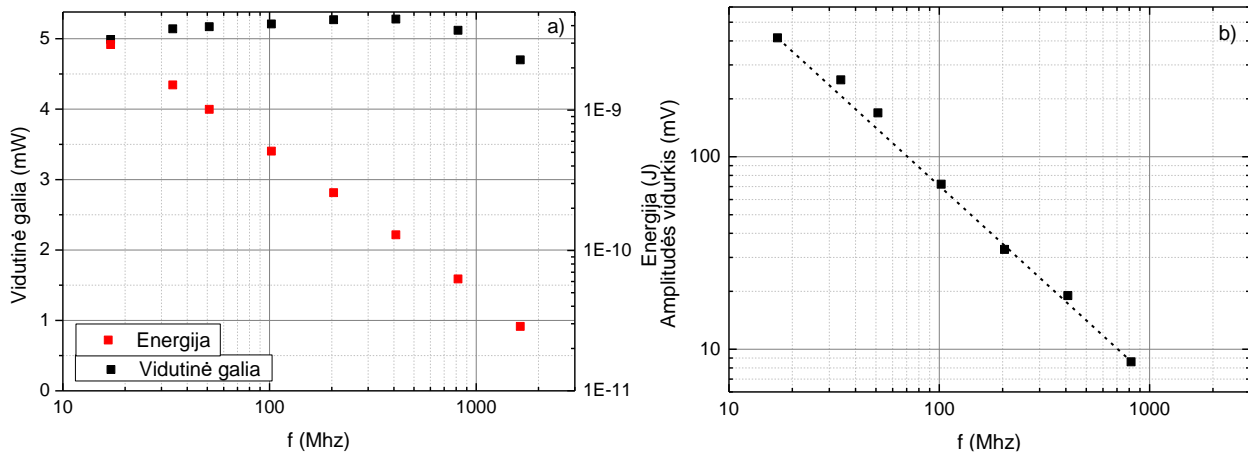 a)
Vidutinė galia (mW)
5
4
3
2
1
0
1E-9
1E-10
1E-11
Energija (J)
Energija
Vidutinė galia
10
100
1000
f (Mhz)
b)
Amplitudės vidurkis (mV)
100
10
10
100
1000
f (Mhz)